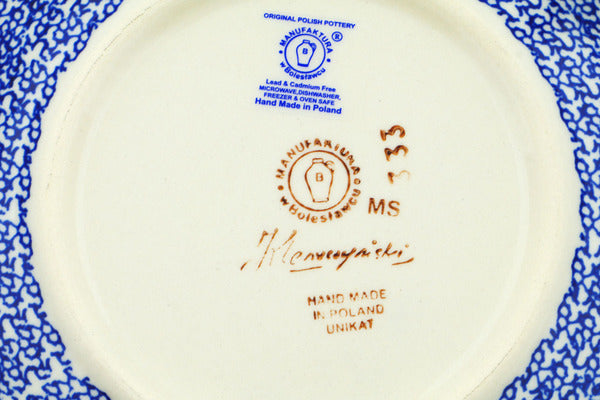 ORIGINAL POLISH POTTERY
MANUFAKTURA ®
B
w Bolesławcu
Lead & Cadmium Free
MICROWAVE,DISHWASHER,
FREEZER & OVEN SAFE
Hand Made in Poland
MANUFAKTURA
B
w Bolesławcu
MS
333
HAND MADE
IN POLAND
UNIKAT